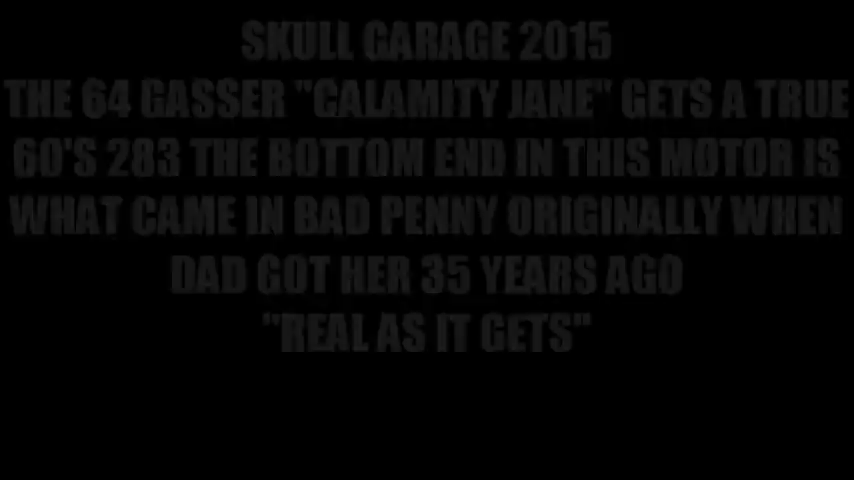 SKULL GARAGE 2015
THE 64 GASSER "CALAMITY JANE" GETS A TRUE
60'S 283 THE BOTTOM END IN THIS MOTOR IS
WHAT CAME IN BAD PENNY ORIGINALLY WHEN
DAD GOT HER 35 YEARS AGO
"REAL AS IT GETS"